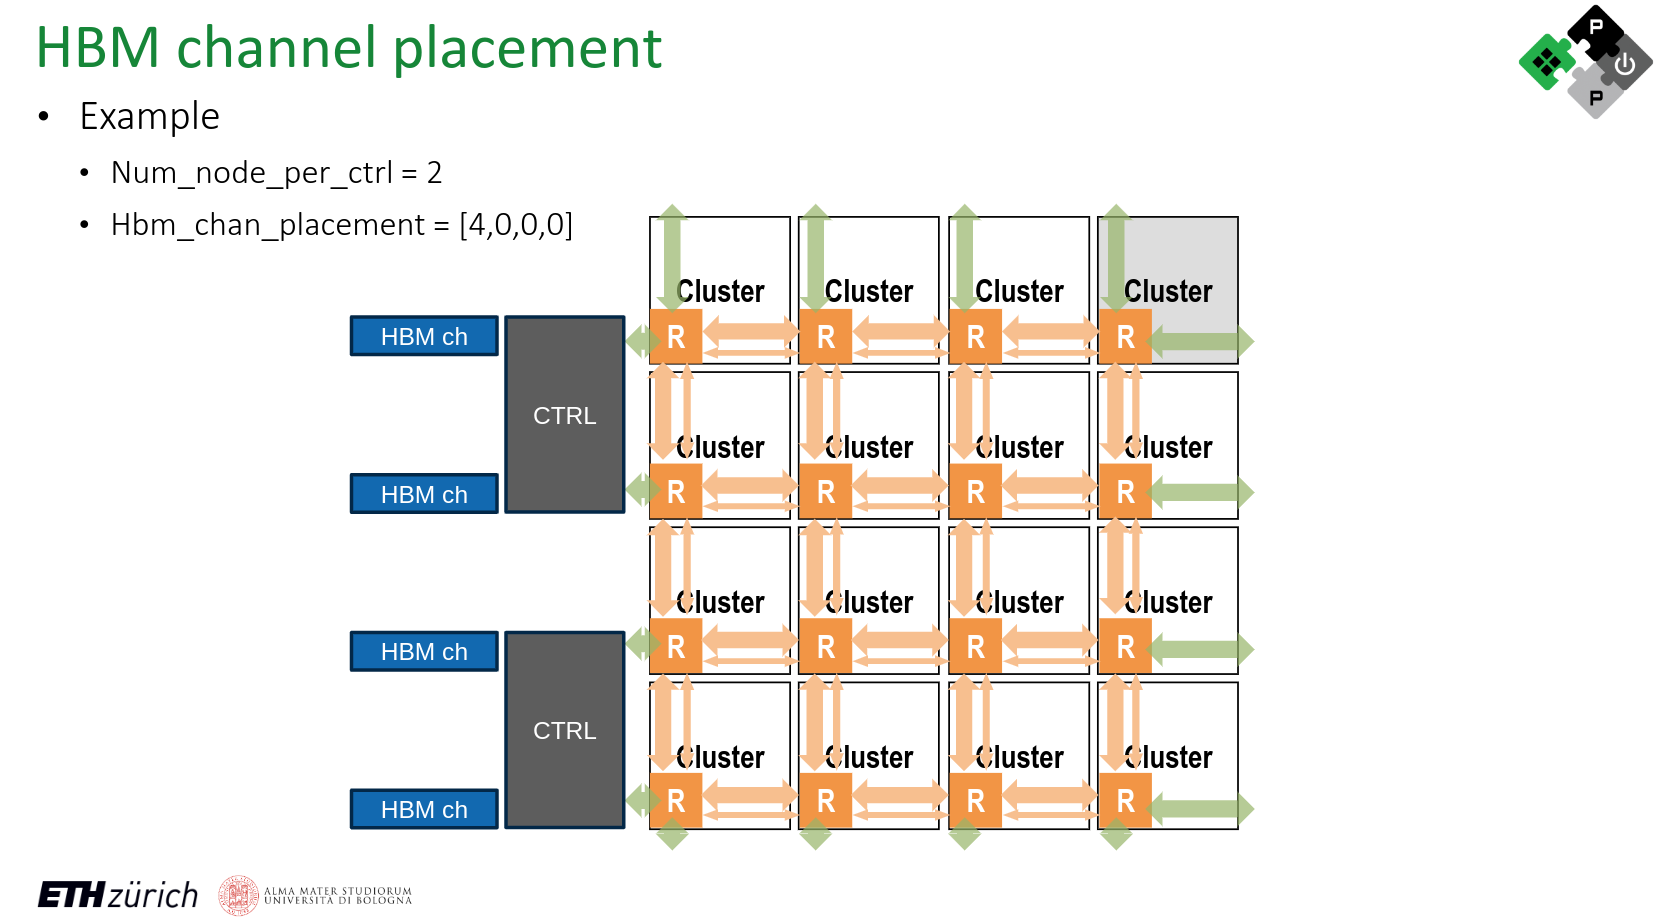 HBM channel placement
• Example
• Num_node_per_ctrl = 2
• Hbm_chan_placement = [4,0,0,0]
P
P
Cluster Cluster Cluster Cluster
HBM ch R R R R
CTRL
Cluster Cluster Cluster Cluster
HBM ch R R R R
Cluster Cluster Cluster Cluster
HBM ch R R R R
CTRL
Cluster Cluster Cluster Cluster
HBM ch R R R R
ETH zürich
ALMA MATER STUDIORUM
UNIVERSITÀ DI BOLOGNA